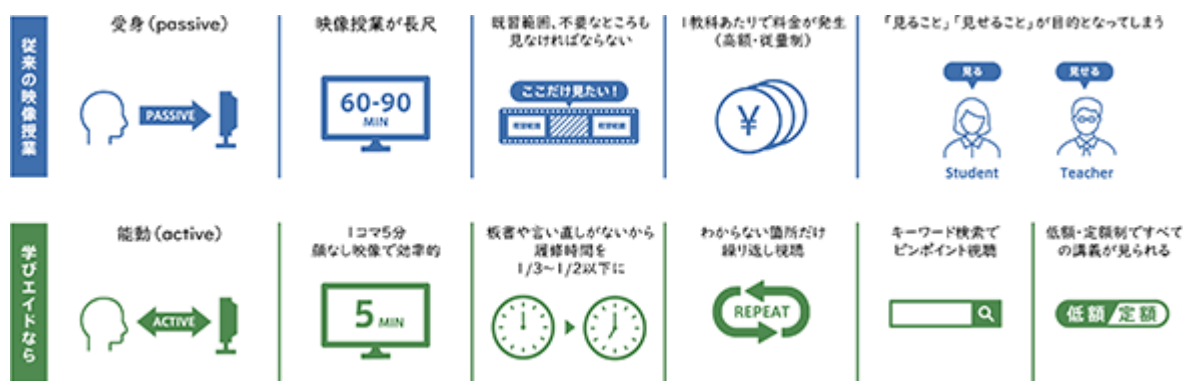 従来の映像授業
受身(passive)
PASSIVE
映像授業が長尺
60-90
MIN
既習範囲、不要なところも
見なければならない
ここだけ見たい!
1教科あたりで料金が発生
(高額・従量制)
¥
「見ること」「見せること」が目的となってしまう
見る
見せる
Student
Teacher
学びエイドなら
能動(active)
ACTIVE
1コマ5分
顔なし映像で効率的
5 MIN
板書や言い直しがないから
履修時間を
1/3~1/2以下に
わからない箇所だけ
繰り返し視聴
REPEAT
キーワード検索で
ピンポイント視聴
低額・定額制ですべて
の講義が見られる
低額/定額